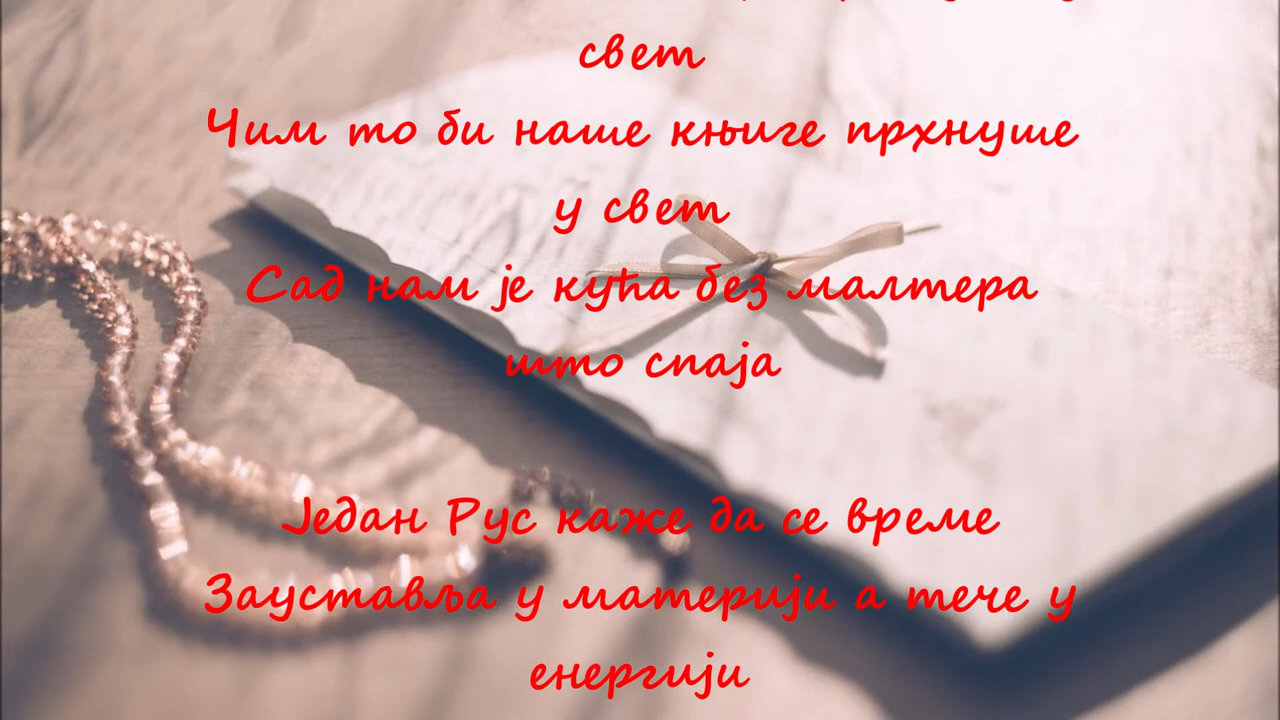 свет
Чим то би наше књиге прхнуше
у свет
Сад нам је кућа без малтера
што спаја
Један Рус каже да се време
Зауставља у материји а тече у
енергији